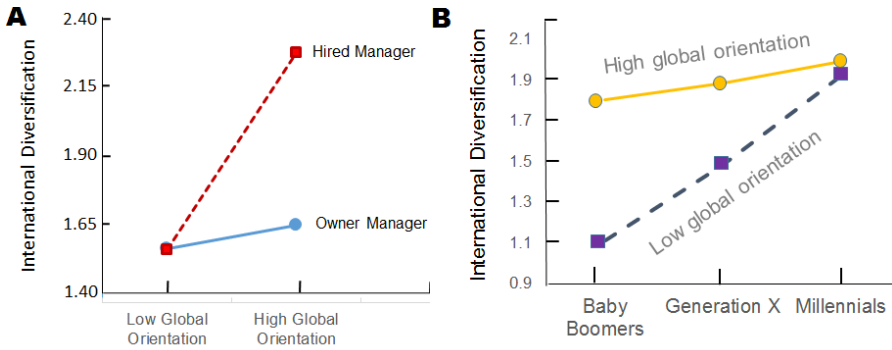 A
International Diversification
2.40
2.15
1.90
1.65
1.40
Hired Manager
Owner Manager
Low Global
Orientation
High Global
Orientation
B
International Diversification
2.1
1.9
1.7
1.5
1.3
1.1
0.9
High global orientation
Low global orientation
Baby
Boomers
Generation X
Millennials